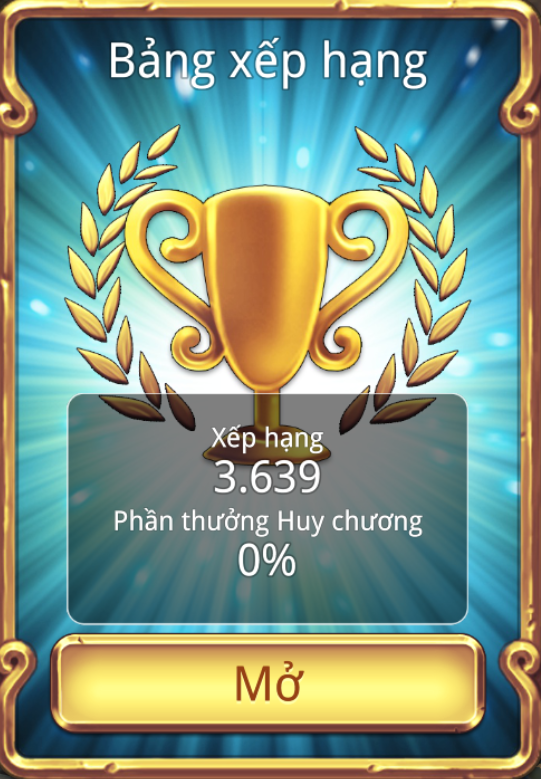 Bảng xếp hạng
Xếp hạng
3.639
Phần thưởng Huy chương
0%
Mở